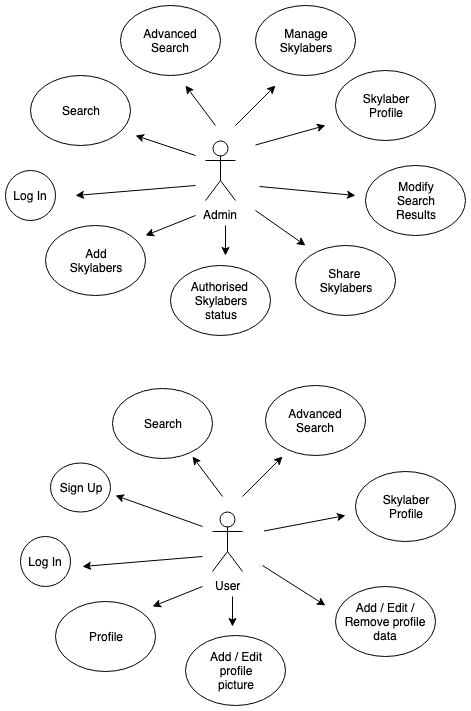 Advanced
Search
Manage
Skylabers
Search
Skylaber
Profile
Log In
Modify
Search
Results
Admin
Add
Skylabers
Authorised
Skylabers
status
Share
Skylabers
Search
Advanced
Search
Sign Up
Skylaber
Profile
Log In
User
Profile
Add / Edit
profile
picture
Add / Edit /
Remove profile
data